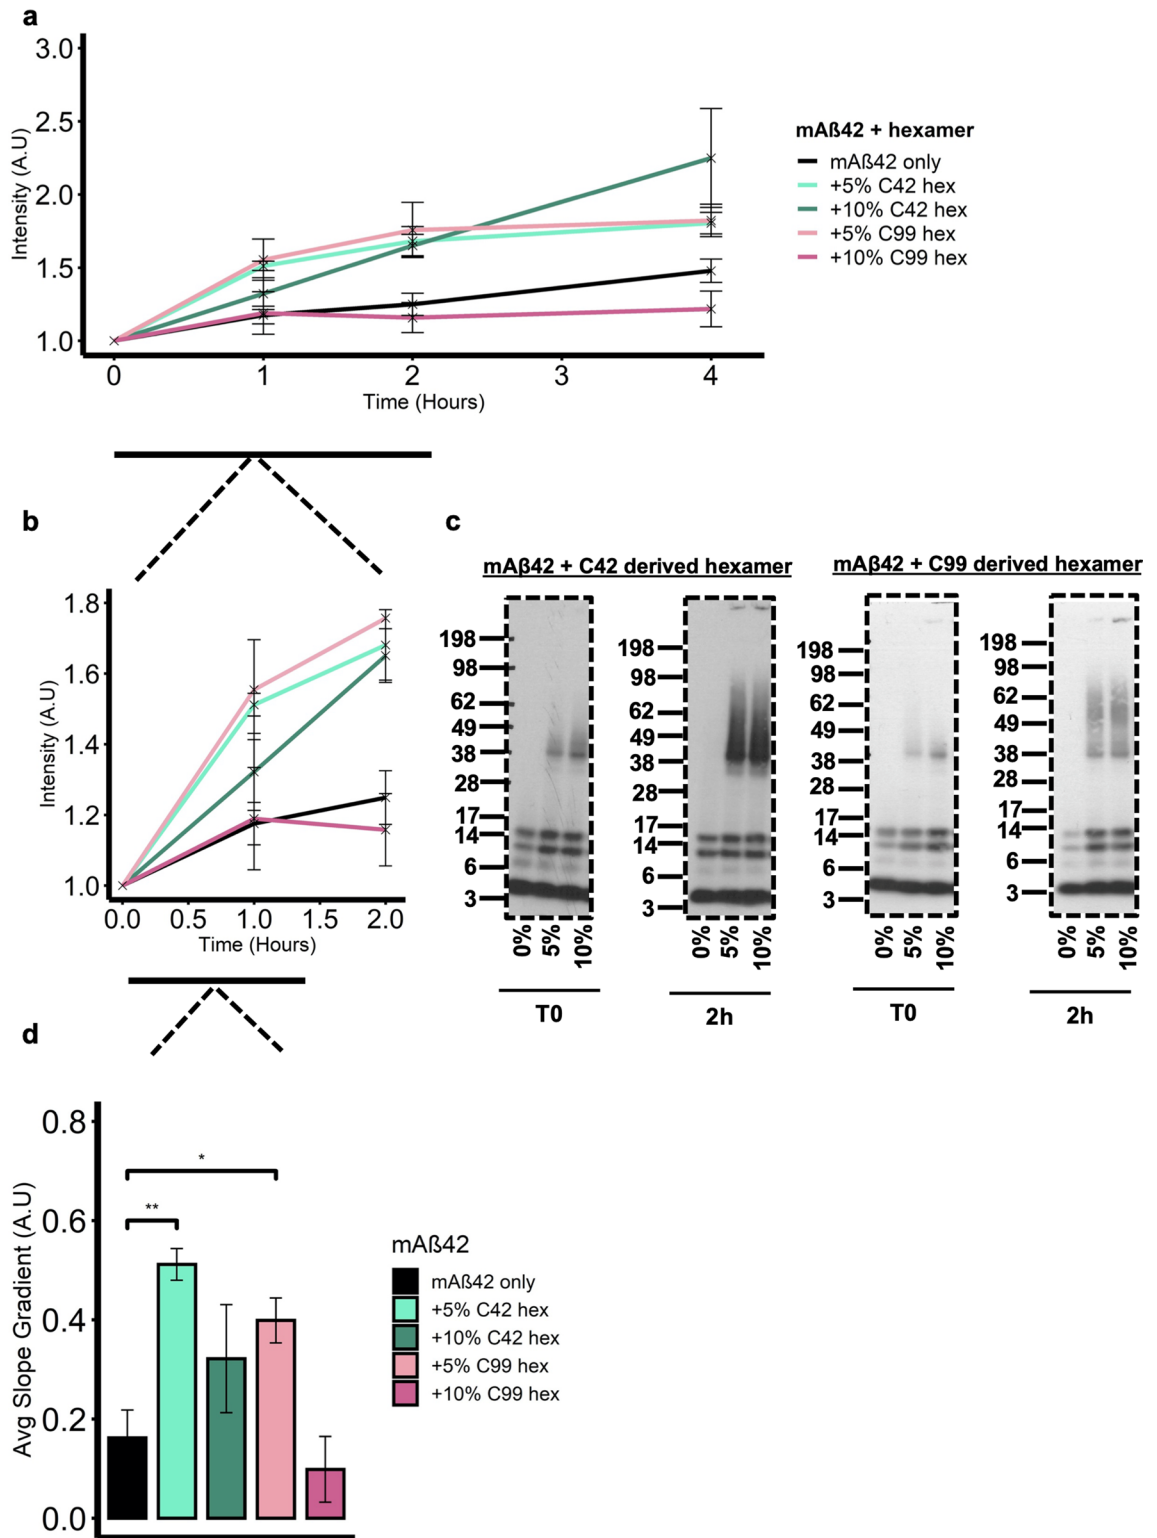 a
3.0
2.5
2.0
1.5
1.0
Intensity (A.U)
0 1 2 3 4
Time (Hours)
mAß42 + hexamer
mAß42 only
+5% C42 hex
+10% C42 hex
+5% C99 hex
+10% C99 hex
b
1.8
1.6
1.4
1.2
1.0
Intensity (A.U)
0.0 0.5 1.0 1.5 2.0
Time (Hours)
c
mAβ42 + C42 derived hexamer
198
98
62
49
38
28
17
14
6
3
0% 5% 10%
T0
198
98
62
49
38
28
17
14
6
3
0% 5% 10%
2h
mAβ42 + C99 derived hexamer
198
98
62
49
38
28
17
14
6
3
0% 5% 10%
T0
198
98
62
49
38
28
17
14
6
3
0% 5% 10%
2h
d
0.8
0.6
0.4
0.2
0.0
Avg Slope Gradient (A.U)
*
**
mAß42
mAß42 only
+5% C42 hex
+10% C42 hex
+5% C99 hex
+10% C99 hex